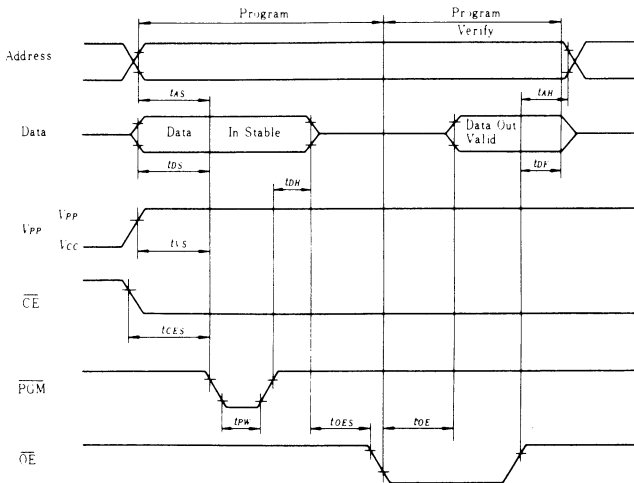 Program Program
Verify
Address
tAS tAH
Data Data In Stable Data Out
Valid
tDS tDF
tDH
VPP VPP
VCC
tVS
CE
tCES
PGM
tPW tOES tOE
OE